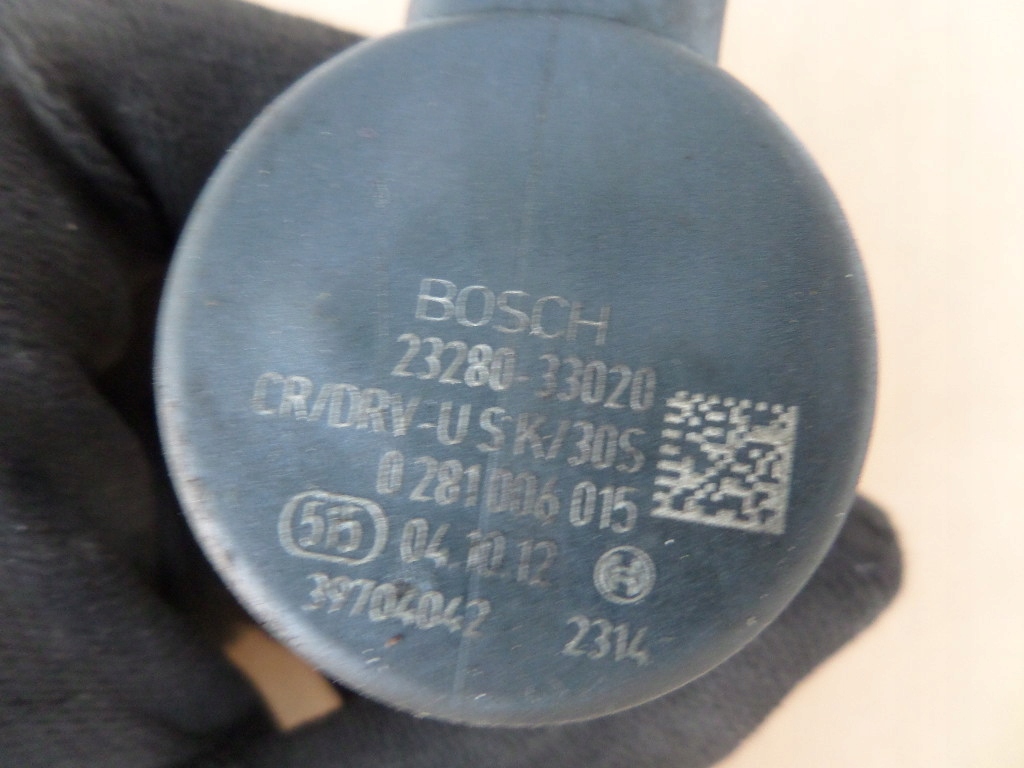 BOSCH
23280-33020
CR/DRV-U S K/30S
0 281 006 015
515 04.10.12
39704042
2314